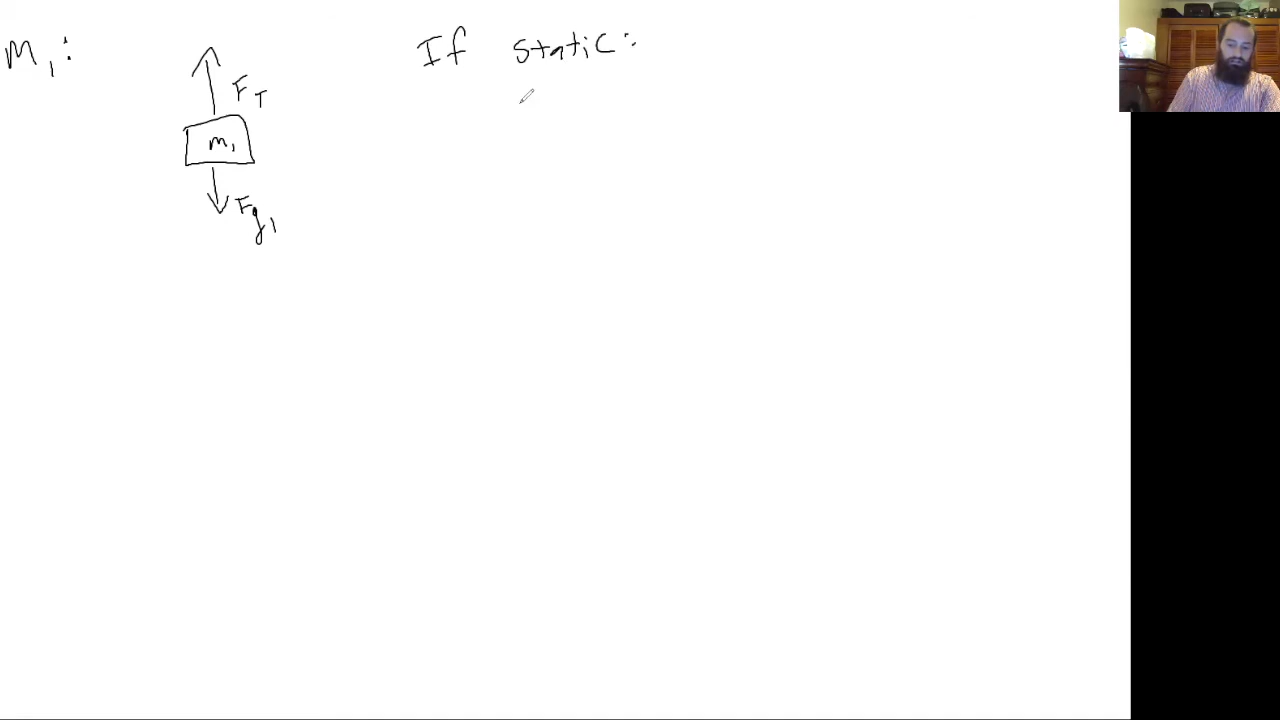 m₁:
If static:
F_T
m₁
F_g₁